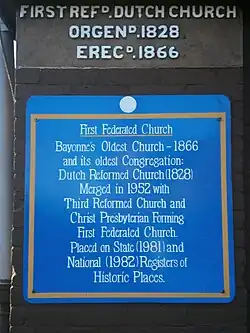 FIRST REFD. DUTCH CHURCH
ORGEND. 1828
ERECD. 1866
First Federated Church
Bayonne's Oldest Church - 1866
and its oldest Congregation:
Dutch Reformed Church (1828)
Merged in 1952 with
Third Reformed Church and
Christ Presbyterian Forming
First Federated Church.
Placed on State (1981) and
National (1982) Registers of
Historic Places.